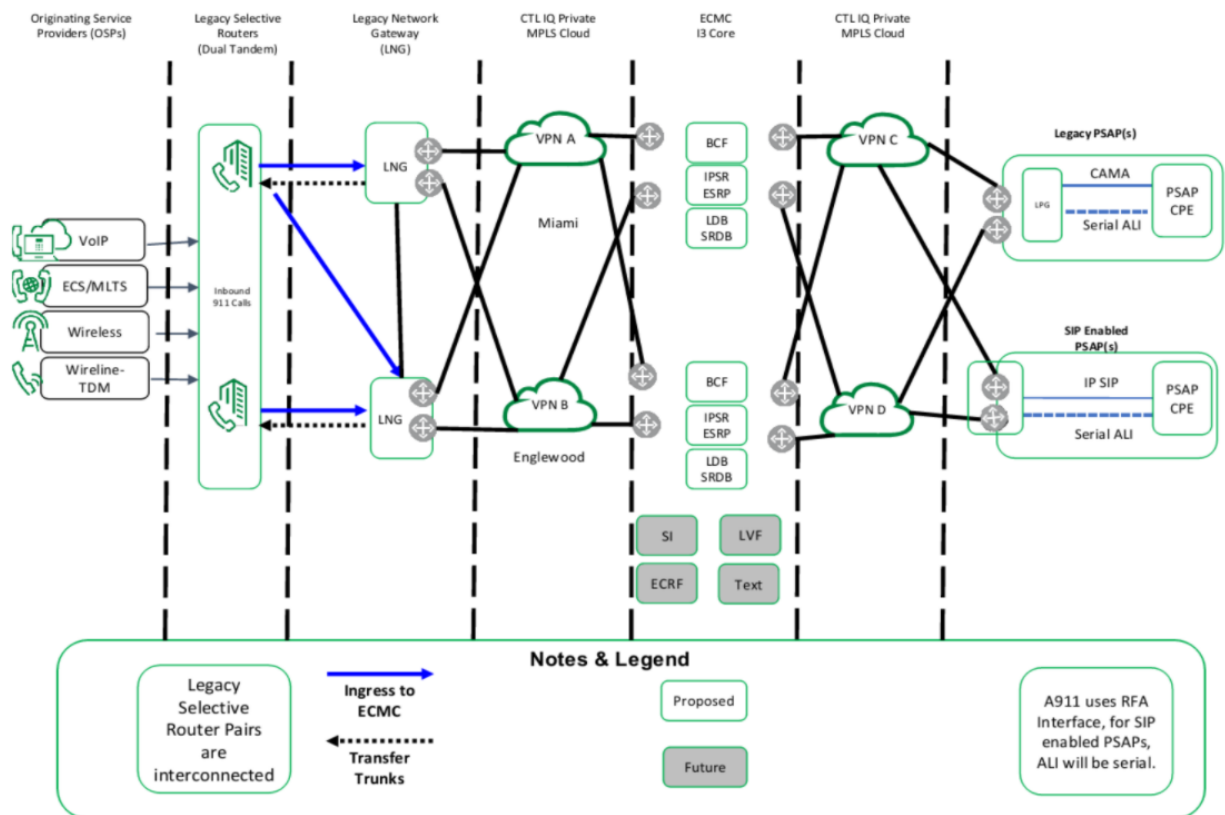 Originating Service
Providers (OSPs)
Legacy Selective
Routers
(Dual Tandem)
Legacy Network
Gateway
(LNG)
CTL IQ Private
MPLS Cloud
ECMC
I3 Core
CTL IQ Private
MPLS Cloud
VoIP
ECS/MLTS
Wireless
Wireline-
TDM
Inbound
911 Calls
LNG
LNG
VPN A
Miami
VPN B
Englewood
BCF
IPSR
ESRP
LDB
SRDB
BCF
IPSR
ESRP
LDB
SRDB
SI
LVF
ECRF
Text
VPN C
VPN D
Legacy PSAP(s)
LPG
CAMA
Serial ALI
PSAP
CPE
SIP Enabled
PSAP(s)
IP SIP
Serial ALI
PSAP
CPE
Notes & Legend
Legacy
Selective
Router Pairs
are
interconnected
Ingress to
ECMC
Transfer
Trunks
Proposed
Future
A911 uses RFA
Interface, for SIP
enabled PSAPs,
ALI will be serial.